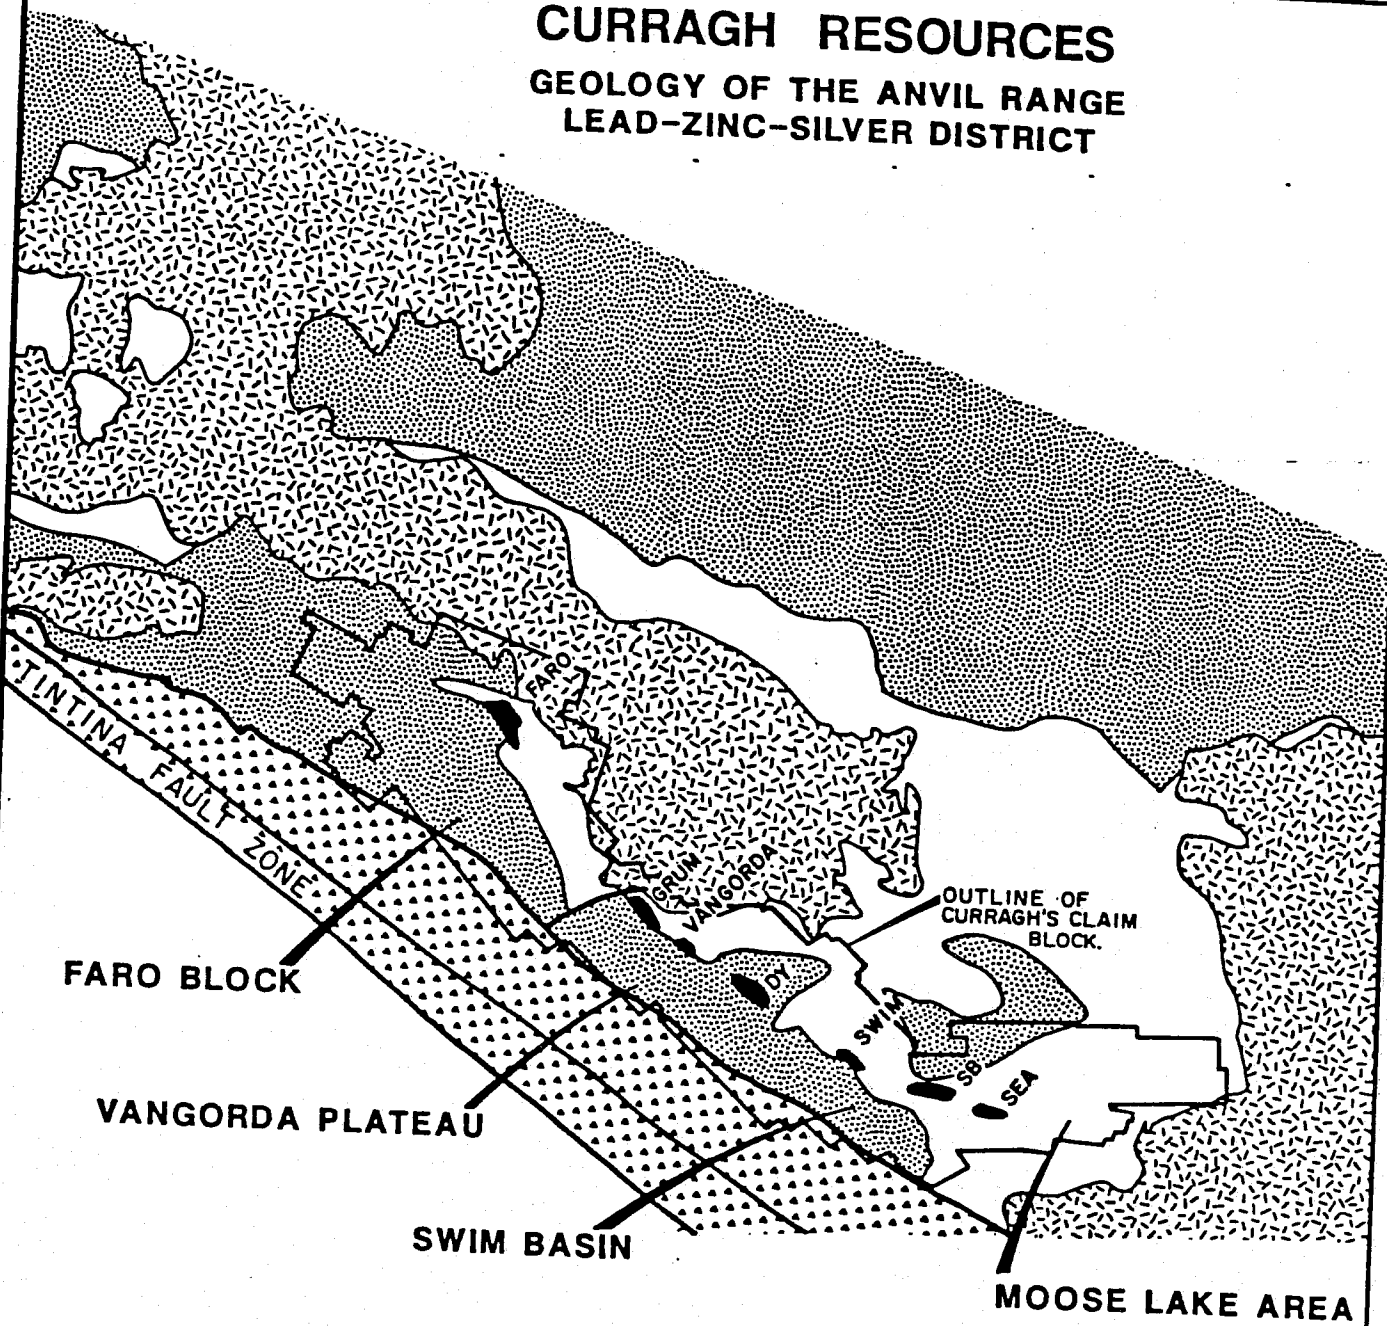 CURRAGH RESOURCES
GEOLOGY OF THE ANVIL RANGE
LEAD-ZINC-SILVER DISTRICT
FARO
TINTINA FAULT ZONE
GRUM
VANGORDA
OUTLINE OF
CURRAGH'S CLAIM
BLOCK.
FARO BLOCK
DY
SWIM
SB
SEA
VANGORDA PLATEAU
SWIM BASIN
MOOSE LAKE AREA